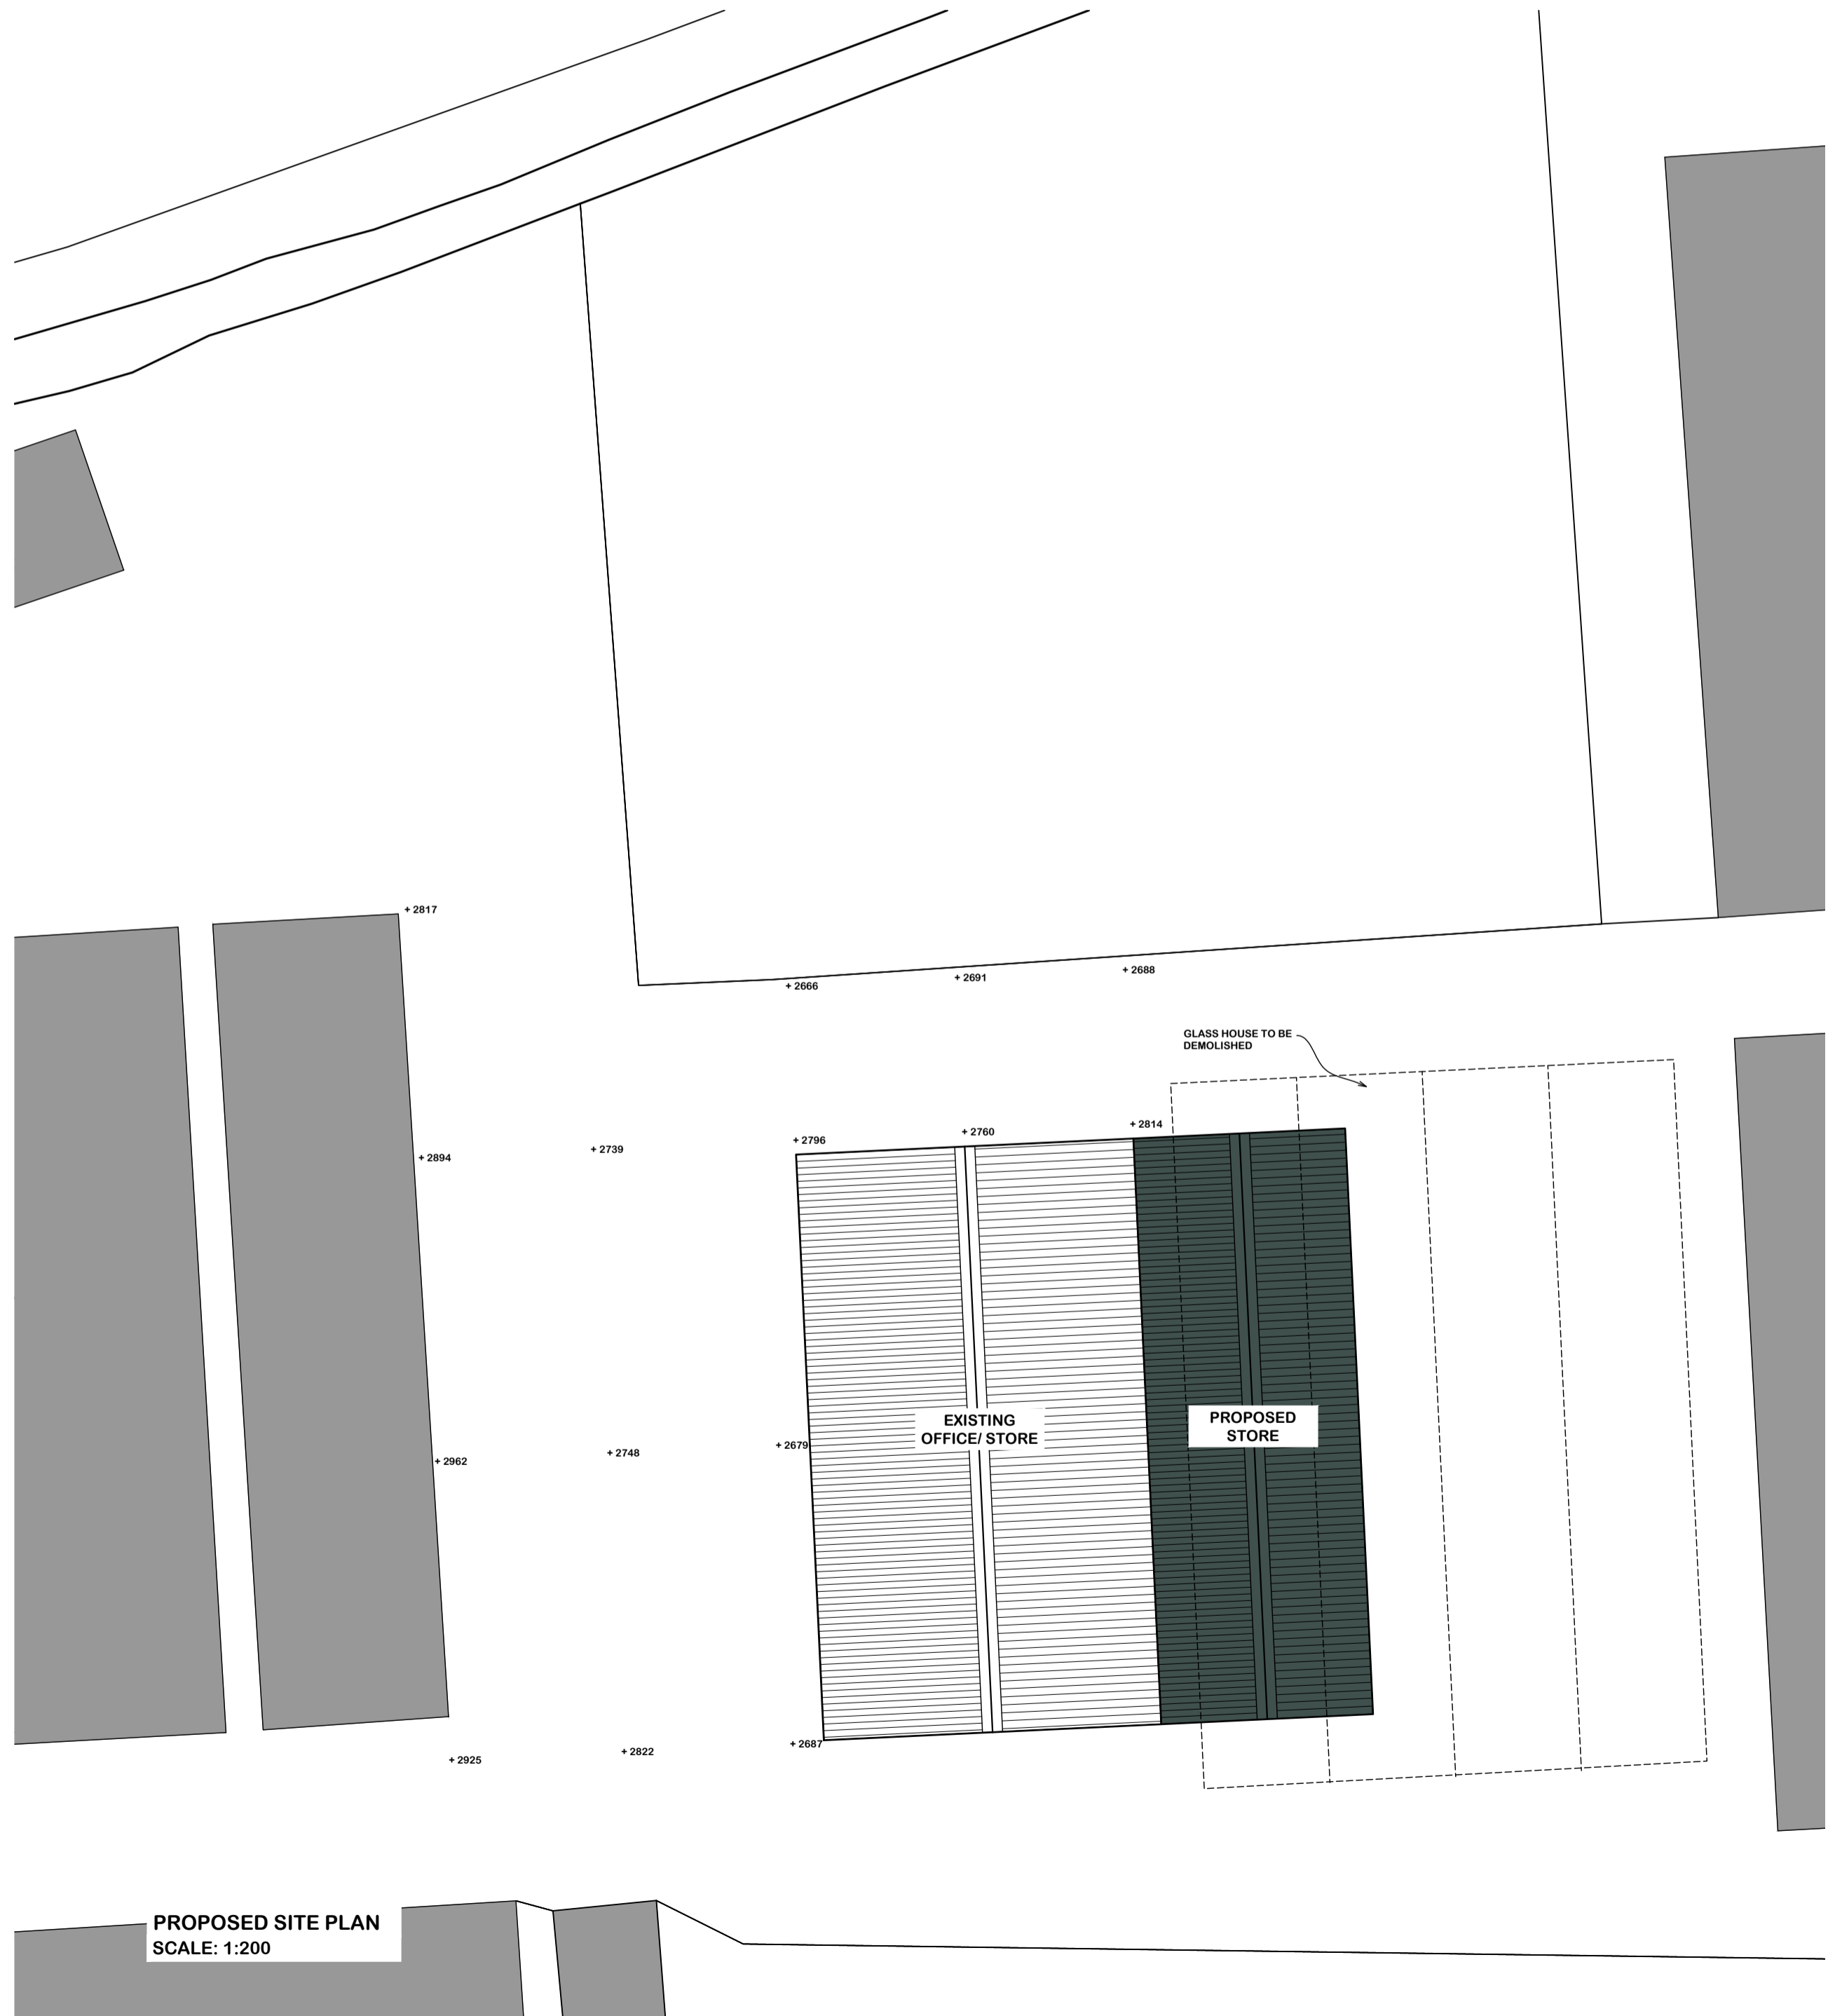 + 2817
+ 2688
+ 2691
+ 2666
GLASS HOUSE TO BE
DEMOLISHED
+ 2814
+ 2760
+ 2796
+ 2739
+ 2894
EXISTING
OFFICE/ STORE
PROPOSED
STORE
+ 2679
+ 2748
+ 2962
+ 2687
+ 2822
+ 2925
PROPOSED SITE PLAN
SCALE: 1:200